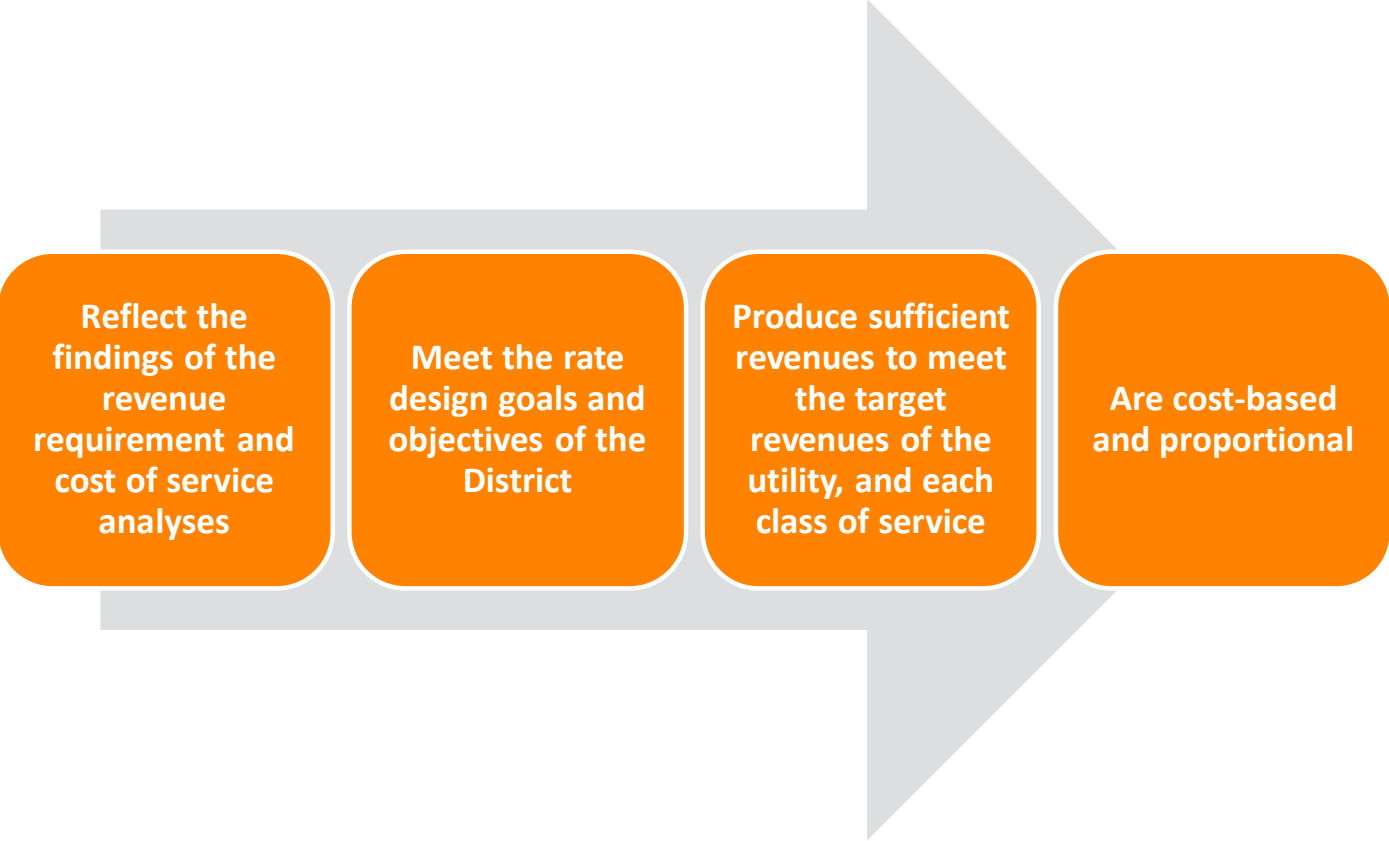 Reflect the
findings of the
revenue
requirement and
cost of service
analyses
Meet the rate
design goals and
objectives of the
District
Produce sufficient
revenues to meet
the target
revenues of the
utility, and each
class of service
Are cost-based
and proportional